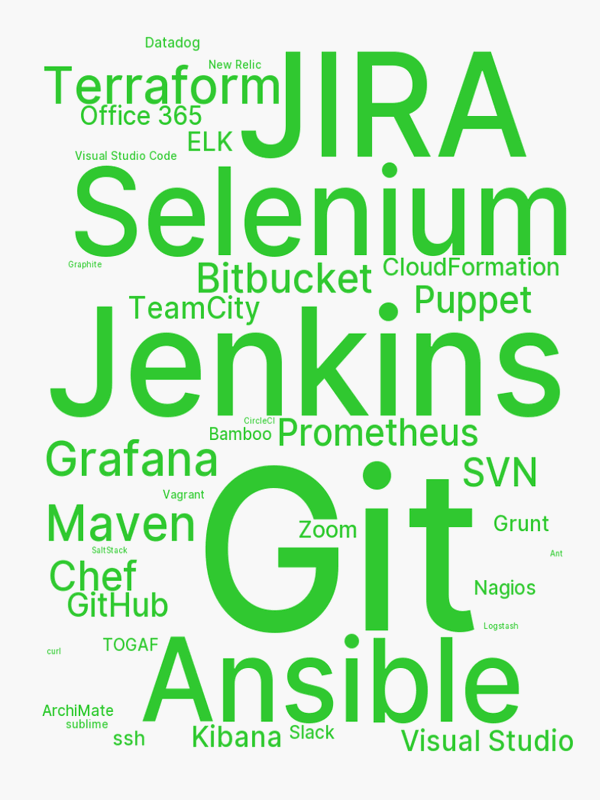 Datadog
New Relic
Terraform
JIRA
Office 365
ELK
Visual Studio Code
Selenium
Graphite
Bitbucket
CloudFormation
TeamCity
Puppet
Jenkins
CircleCI
Bamboo
Prometheus
Grafana
SVN
Vagrant
Maven
Git
Zoom
Grunt
SaltStack
Ant
Chef
Nagios
GitHub
Logstash
TOGAF
curl
Ansible
ArchiMate
sublime
ssh
Kibana
Slack
Visual Studio